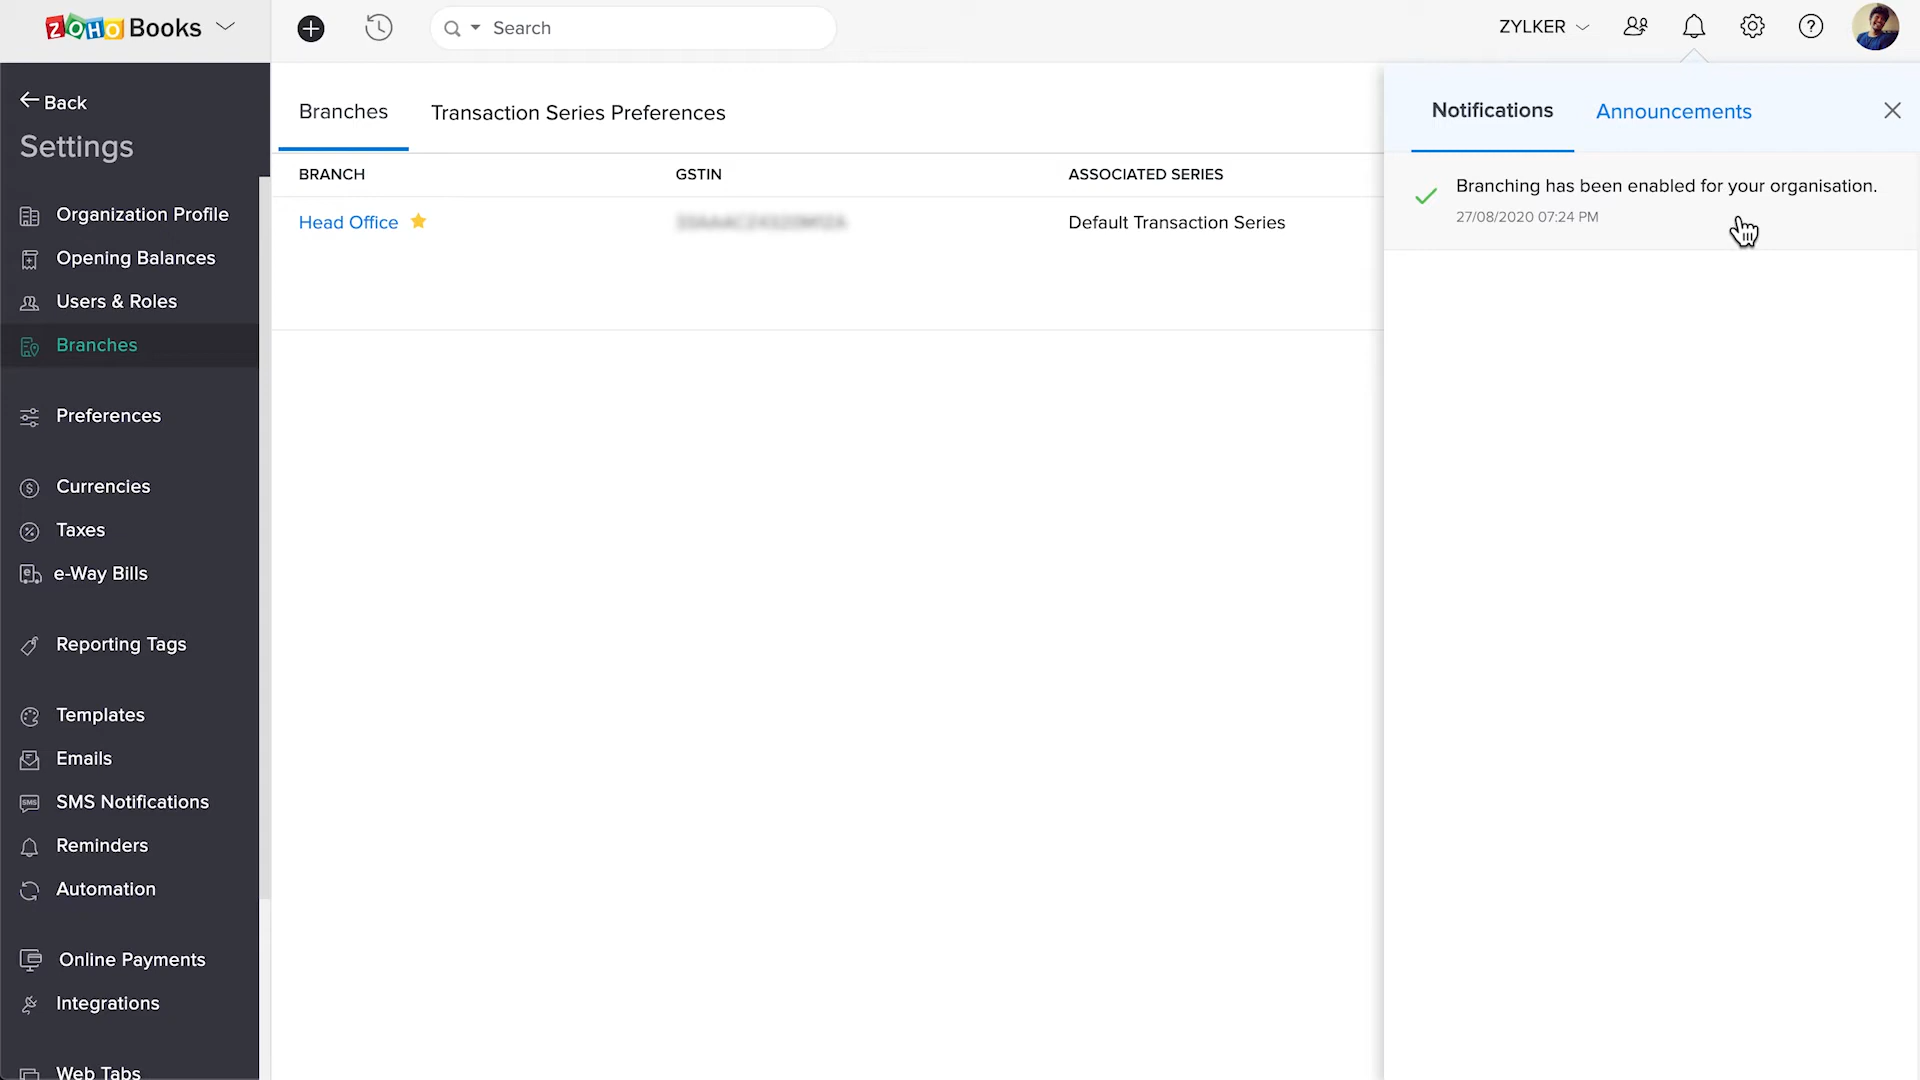 ZOHO Books
Search
ZYLKER
Back
Settings
Organization Profile
Opening Balances
Users & Roles
Branches
Preferences
Currencies
Taxes
e-Way Bills
Reporting Tags
Templates
Emails
SMS Notifications
Reminders
Automation
Online Payments
Integrations
Web Tabs
Branches Transaction Series Preferences
BRANCH GSTIN ASSOCIATED SERIES
Head Office Default Transaction Series
Notifications Announcements
Branching has been enabled for your organisation.
27/08/2020 07:24 PM